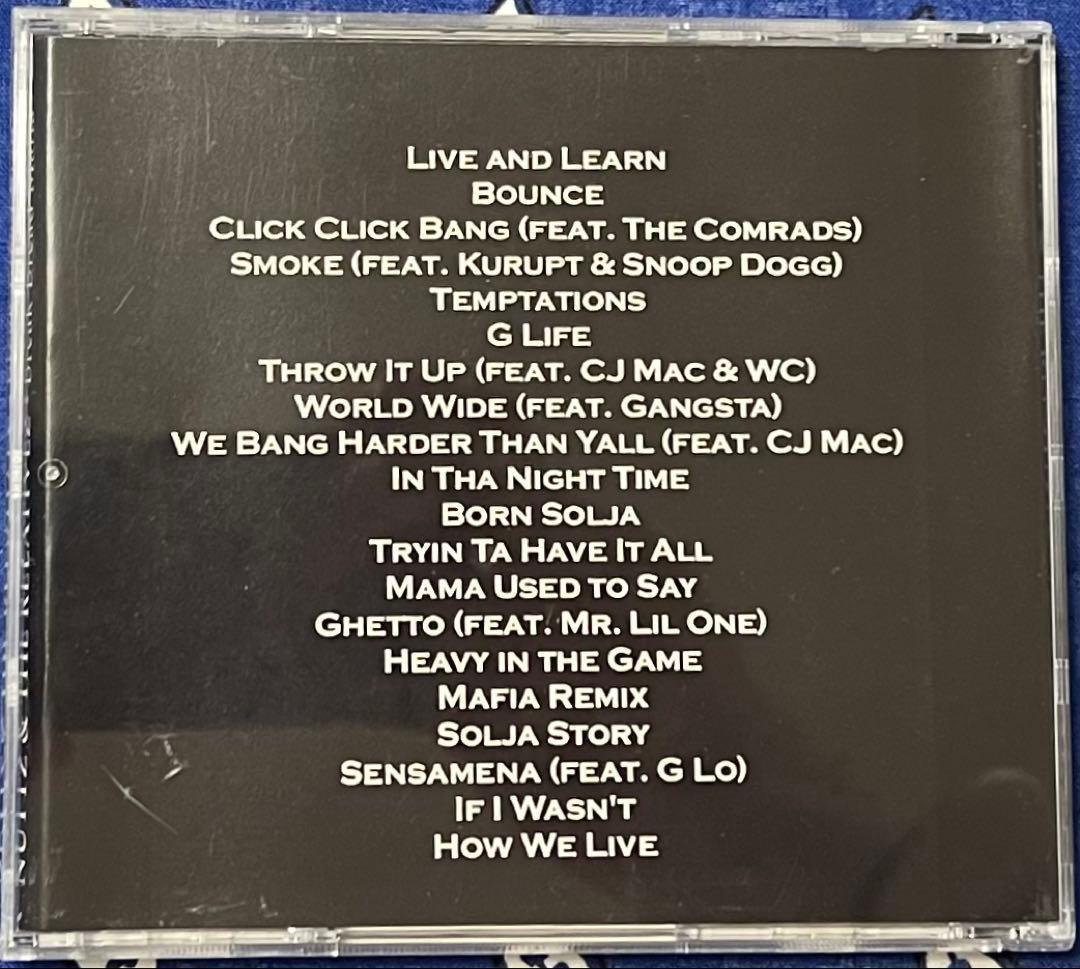 Live and Learn
Bounce
Click Click Bang (feat. The Comrads)
Smoke (feat. Kurupt & Snoop Dogg)
Temptations
G Life
Throw It Up (feat. CJ Mac & WC)
World Wide (feat. Gangsta)
We Bang Harder Than Yall (feat. CJ Mac)
In Tha Night Time
Born Solja
Tryin Ta Have It All
Mama Used to Say
Ghetto (feat. Mr. Lil One)
Heavy in the Game
Mafia Remix
Solja Story
Sensamena (feat. G Lo)
If I Wasn't
How We Live